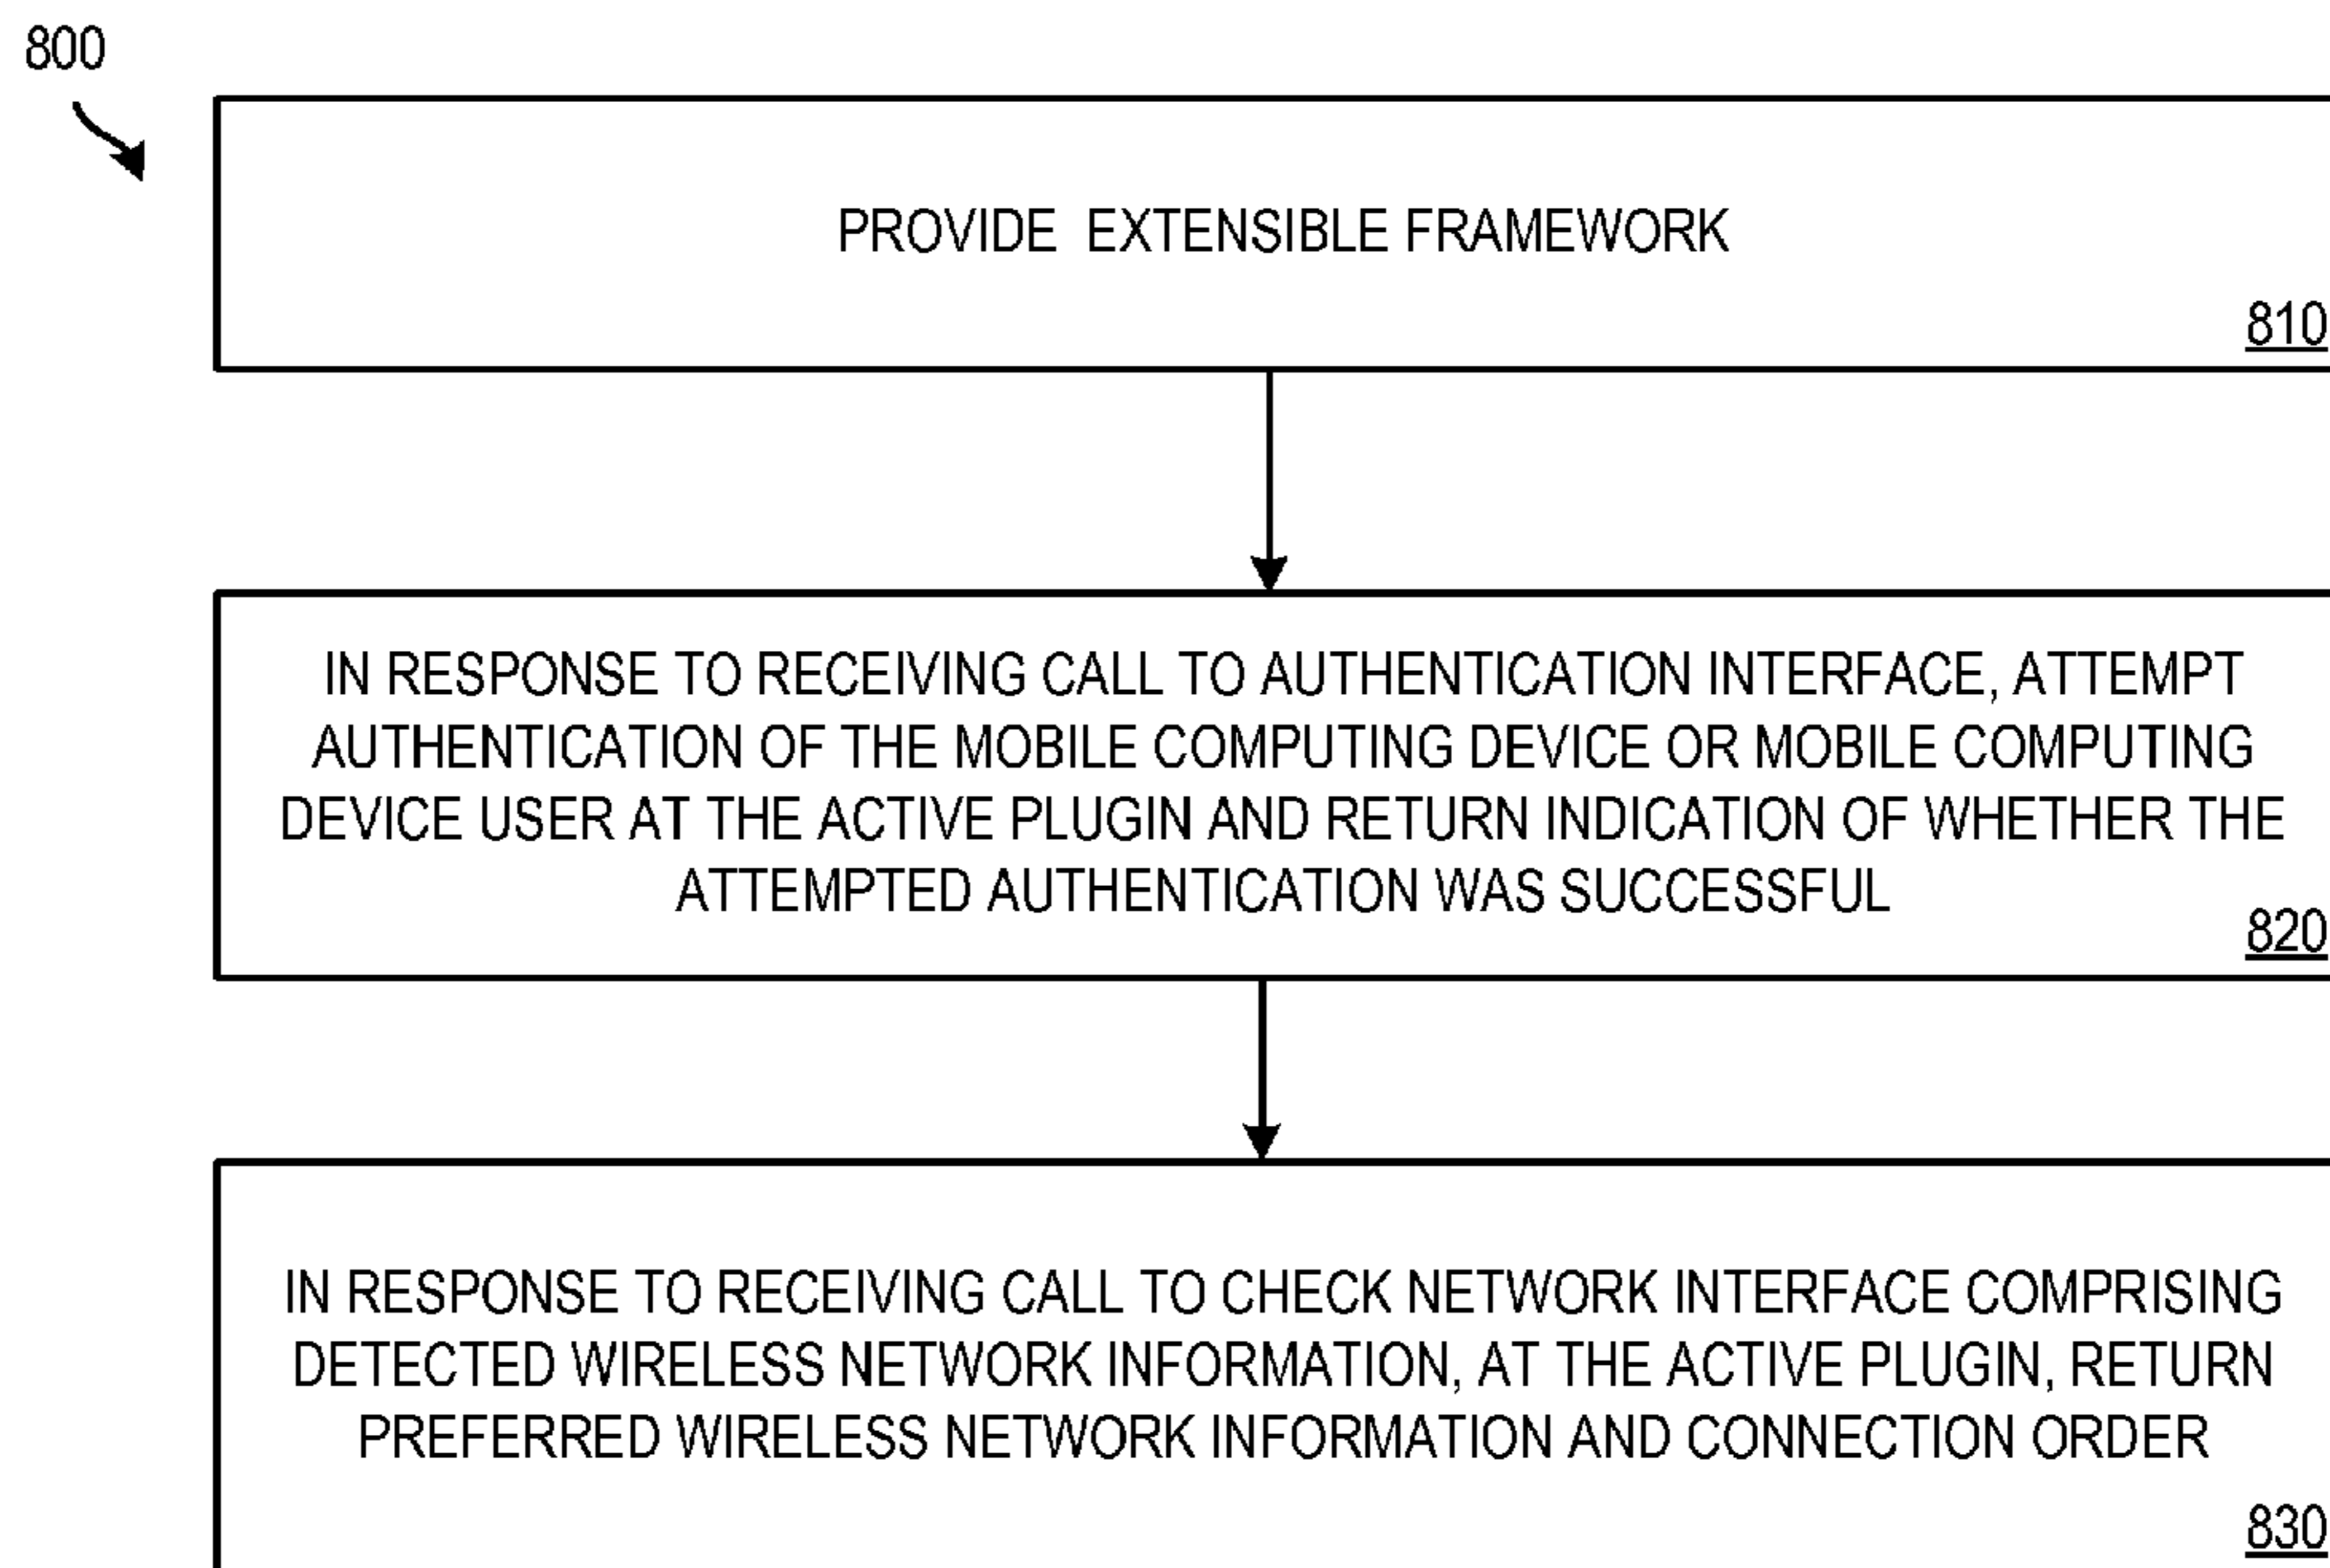 800
PROVIDE EXTENSIBLE FRAMEWORK
810
IN RESPONSE TO RECEIVING CALL TO AUTHENTICATION INTERFACE, ATTEMPT
AUTHENTICATION OF THE MOBILE COMPUTING DEVICE OR MOBILE COMPUTING
DEVICE USER AT THE ACTIVE PLUGIN AND RETURN INDICATION OF WHETHER THE
ATTEMPTED AUTHENTICATION WAS SUCCESSFUL
820
IN RESPONSE TO RECEIVING CALL TO CHECK NETWORK INTERFACE COMPRISING
DETECTED WIRELESS NETWORK INFORMATION, AT THE ACTIVE PLUGIN, RETURN
PREFERRED WIRELESS NETWORK INFORMATION AND CONNECTION ORDER
830